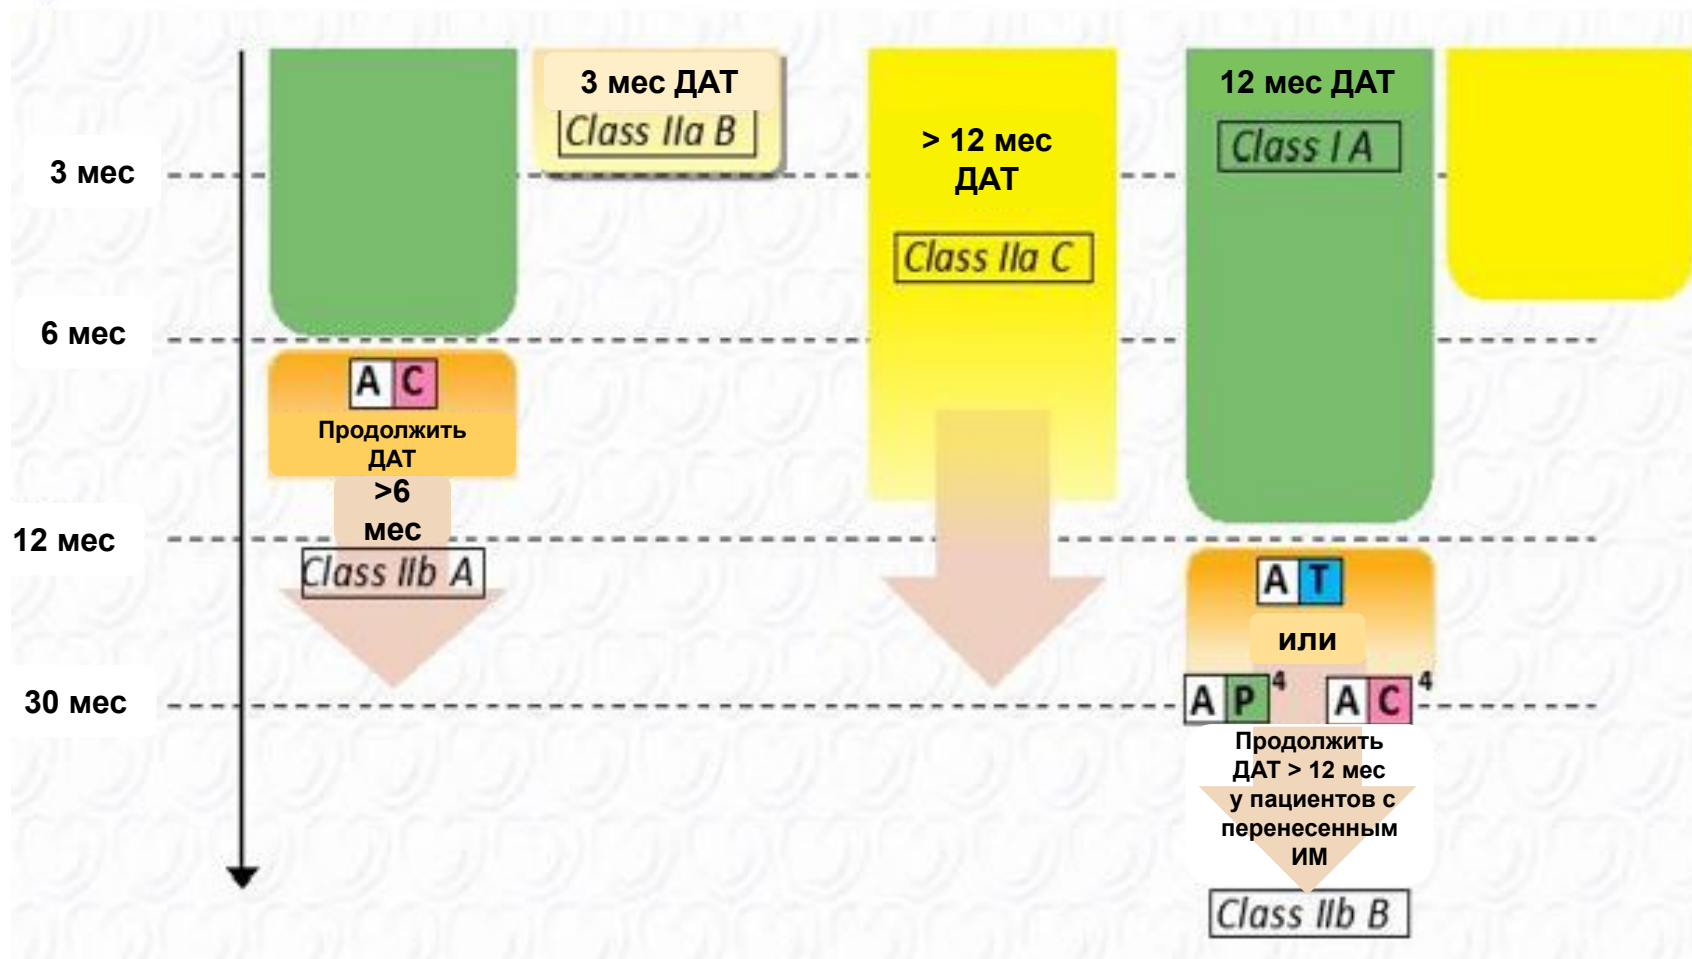 3 мес
6 мес
12 мес
30 мес
A C
Продолжить
ДАТ
>6
мес
Class IIb A
3 мес ДАТ
Class IIa B
> 12 мес
ДАТ
Class IIa C
12 мес ДАТ
Class I A
A T
или
A P 4 A C 4
Продолжить
ДАТ > 12 мес
у пациентов с
перенесенным
ИМ
Class IIb B